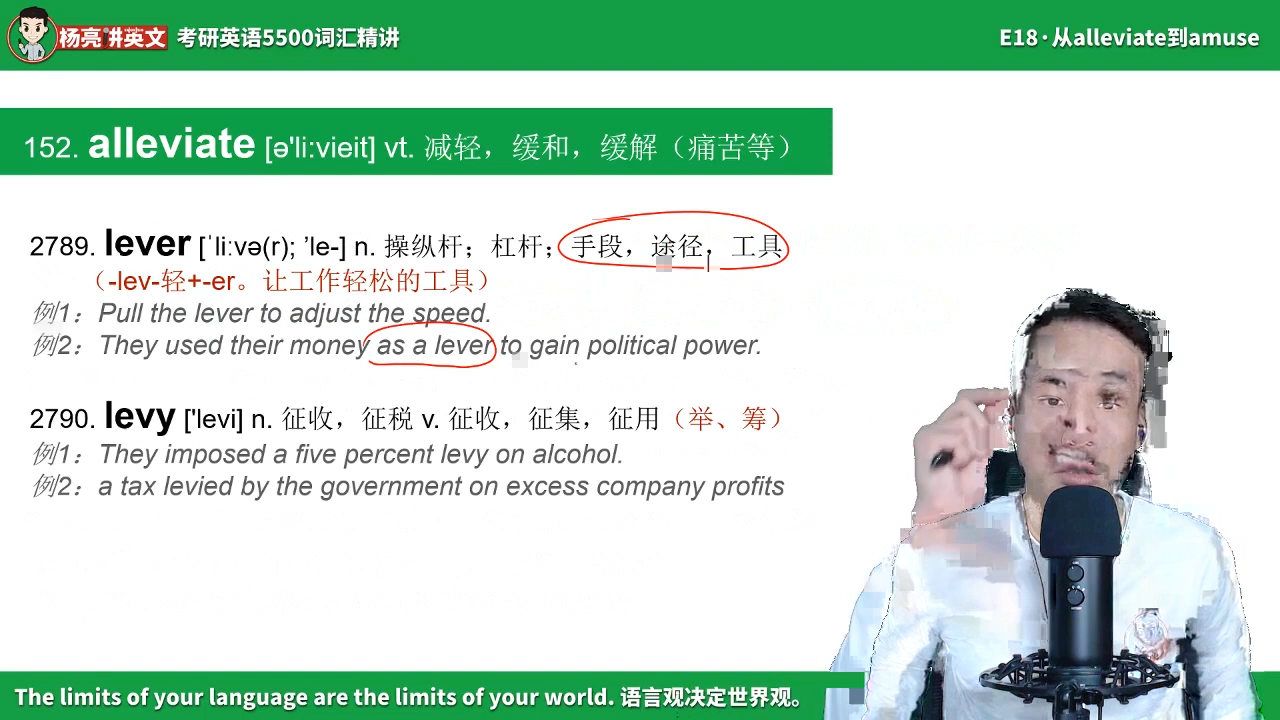 杨亮讲英文 考研英语5500词汇精讲
E18·从alleviate到amuse
152. alleviate [ə'li:vieit] vt. 减轻，缓和，缓解（痛苦等）
2789. lever [ˈliːvə(r); ’le-] n. 操纵杆；杠杆；手段，途径，工具
（-lev-轻+-er。让工作轻松的工具）
例1：Pull the lever to adjust the speed.
例2：They used their money as a lever to gain political power.
2790. levy ['levi] n. 征收，征税 v. 征收，征集，征用（举、筹）
例1：They imposed a five percent levy on alcohol.
例2：a tax levied by the government on excess company profits
The limits of your language are the limits of your world. 语言观决定世界观。